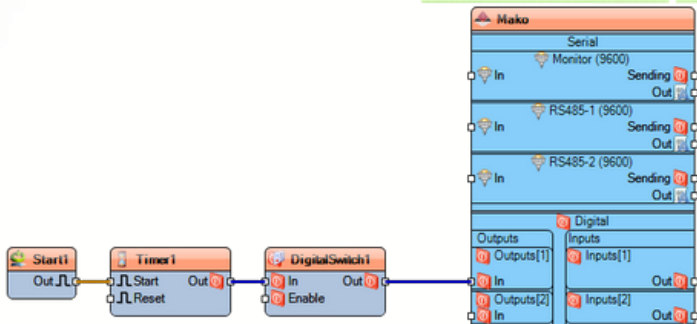 Mako
Serial
Monitor (9600)
In
Sending
Out
RS485-1 (9600)
In
Sending
Out
RS485-2 (9600)
In
Sending
Out
Digital
Outputs
Inputs
Outputs[1]
Inputs[1]
In
Out
Outputs[2]
Inputs[2]
In
Out
Start1
Out
Timer1
Start
Out
Reset
DigitalSwitch1
In
Out
Enable